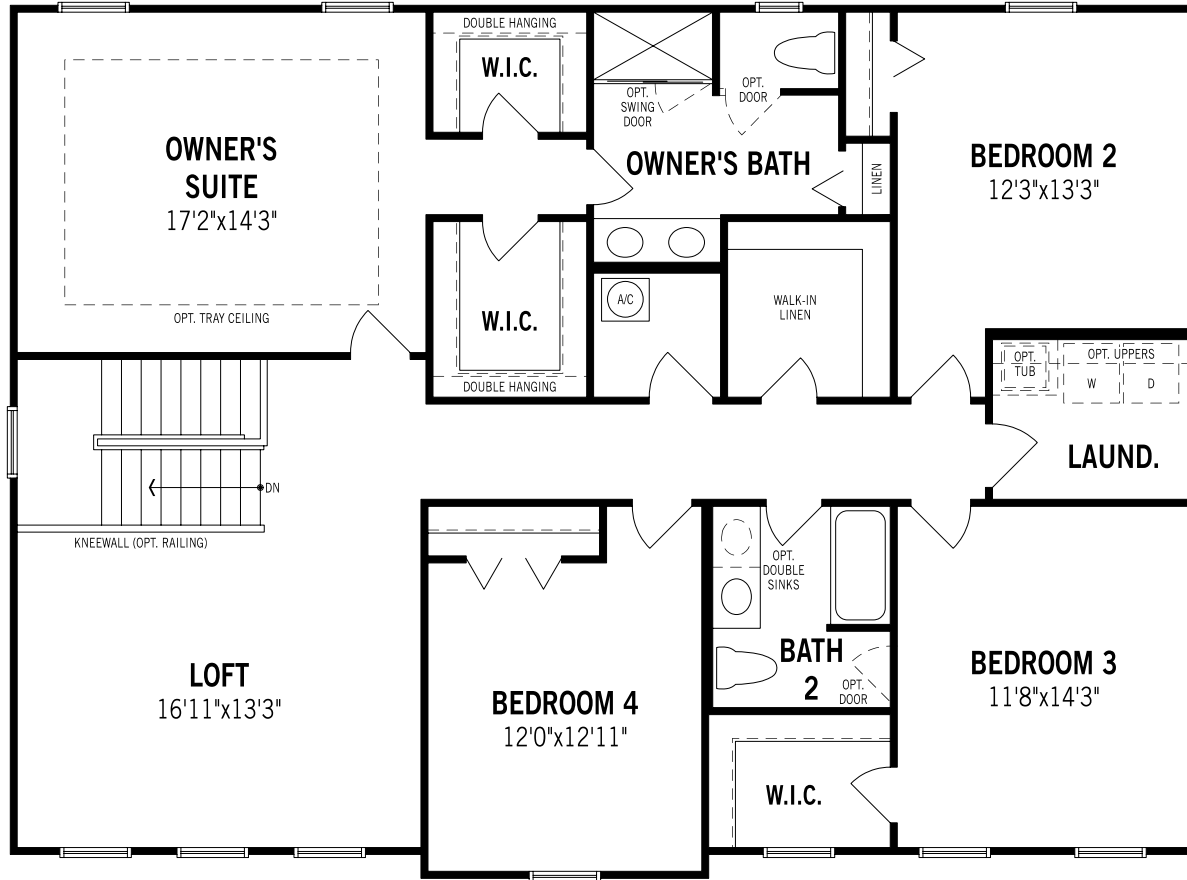 DOUBLE HANGING
W.I.C.
OPT.
SWING
DOOR
OPT.
DOOR
OWNER'S
SUITE
17'2"x14'3"
OPT. TRAY CEILING
OWNER'S BATH
LINEN
BEDROOM 2
12'3"x13'3"
W.I.C.
DOUBLE HANGING
A/C
WALK-IN
LINEN
OPT.
TUB
OPT. UPPERS
W
D
LAUND.
DN
KNEEWALL (OPT. RAILING)
LOFT
16'11"x13'3"
BEDROOM 4
12'0"x12'11"
OPT.
DOUBLE
SINKS
BATH
2
OPT.
DOOR
BEDROOM 3
11'8"x14'3"
W.I.C.